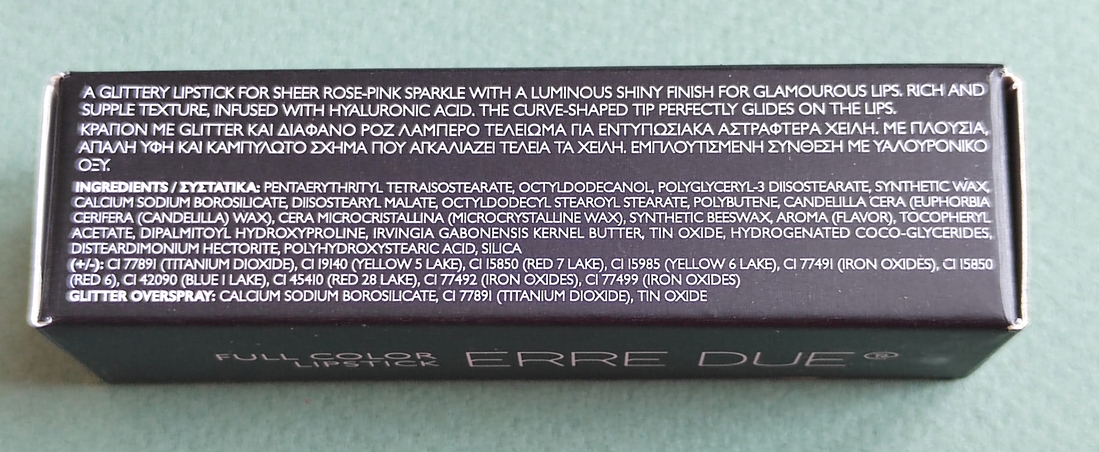 A GLITTERY LIPSTICK FOR SHEER ROSE-PINK SPARKLE WITH A LUMINOUS SHINY FINISH FOR GLAMOUROUS LIPS. RICH AND
SUPPLE TEXTURE, INFUSED WITH HYALURONIC ACID. THE CURVE-SHAPED TIP PERFECTLY GLIDES ON THE LIPS.
ΚΡΑΓΙΟΝ ΜΕ GLITTER ΚΑΙ ΔΙΑΦΑΝΟ ΡΟΖ ΛΑΜΠΕΡΟ ΤΕΛΕΙΩΜΑ ΓΙΑ ΕΝΤΥΠΩΣΙΑΚΑ ΑΣΤΡΑΦΤΕΡΑ ΧΕΙΛΗ. ΜΕ ΠΛΟΥΣΙΑ,
ΑΠΑΛΗ ΥΦΗ ΚΑΙ ΚΑΜΠΥΛΩΤΟ ΣΧΗΜΑ ΠΟΥ ΑΓΚΑΛΙΑΖΕΙ ΤΕΛΕΙΑ ΤΑ ΧΕΙΛΗ. ΕΜΠΛΟΥΤΙΣΜΕΝΗ ΣΥΝΘΕΣΗ ΜΕ ΥΑΛΟΥΡΟΝΙΚΟ
ΟΞΥ.
INGREDIENTS / ΣΥΣΤΑΤΙΚΑ: PENTAERYTHRITYL TETRAISOSTEARATE, OCTYLDODECANOL, POLYGLYCERYL-3 DIISOSTEARATE, SYNTHETIC WAX,
CALCIUM SODIUM BOROSILICATE, DIISOSTEARYL MALATE, OCTYLDODECYL STEAROYL STEARATE, POLYBUTENE, CANDELILLA CERA (EUPHORBIA
CERIFERA (CANDELILLA) WAX), CERA MICROCRISTALLINA (MICROCRYSTALLINE WAX), SYNTHETIC BEESWAX, AROMA (FLAVOR), TOCOPHERYL
ACETATE, DIPALMITOYL HYDROXYPROLINE, IRVINGIA GABONENSIS KERNEL BUTTER, TIN OXIDE, HYDROGENATED COCO-GLYCERIDES,
DISTEARDIMONIUM HECTORITE, POLYHYDROXYSTEARIC ACID, SILICA
(+/-): CI 77891 (TITANIUM DIOXIDE), CI 19140 (YELLOW 5 LAKE), CI 15850 (RED 7 LAKE), CI 15985 (YELLOW 6 LAKE), CI 77491 (IRON OXIDES), CI 15850
(RED 6), CI 42090 (BLUE 1 LAKE), CI 45410 (RED 28 LAKE), CI 77492 (IRON OXIDES), CI 77499 (IRON OXIDES)
GLITTER OVERSPRAY: CALCIUM SODIUM BOROSILICATE, CI 77891 (TITANIUM DIOXIDE), TIN OXIDE
FULL COLOR
LIPSTICK
ERRE DUE ®